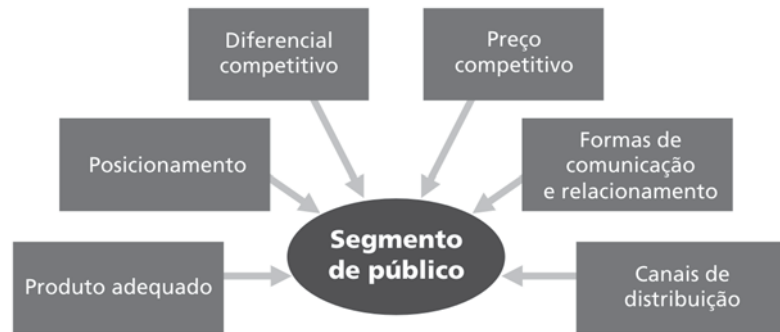 Diferencial
competitivo
Preço
competitivo
Posicionamento
Formas de
comunicação
e relacionamento
Segmento
de público
Produto adequado
Canais de
distribuição